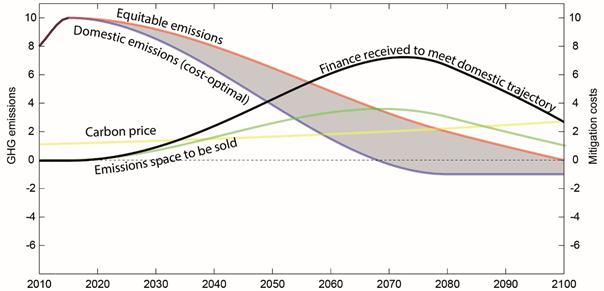 Equitable emissions
Domestic emissions (cost-optimal)
Finance received to meet domestic trajectory
Carbon price
Emissions space to be sold
GHG emissions
Mitigation costs
10
8
6
4
2
0
-2
-4
-6
10
8
6
4
2
0
-2
-4
-6
2010 2020 2030 2040 2050 2060 2070 2080 2090 2100